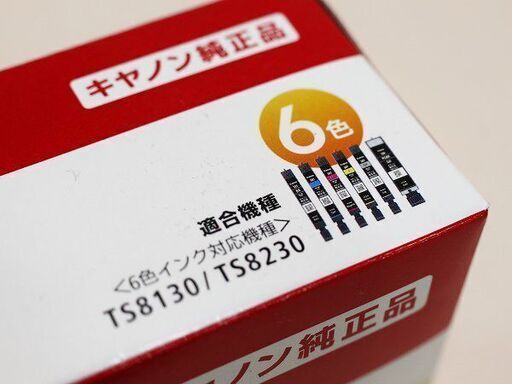 キヤノン純正品
6色
適合機種
<6色インク対応機種>
TS8130/TS8230
キヤノン純正品